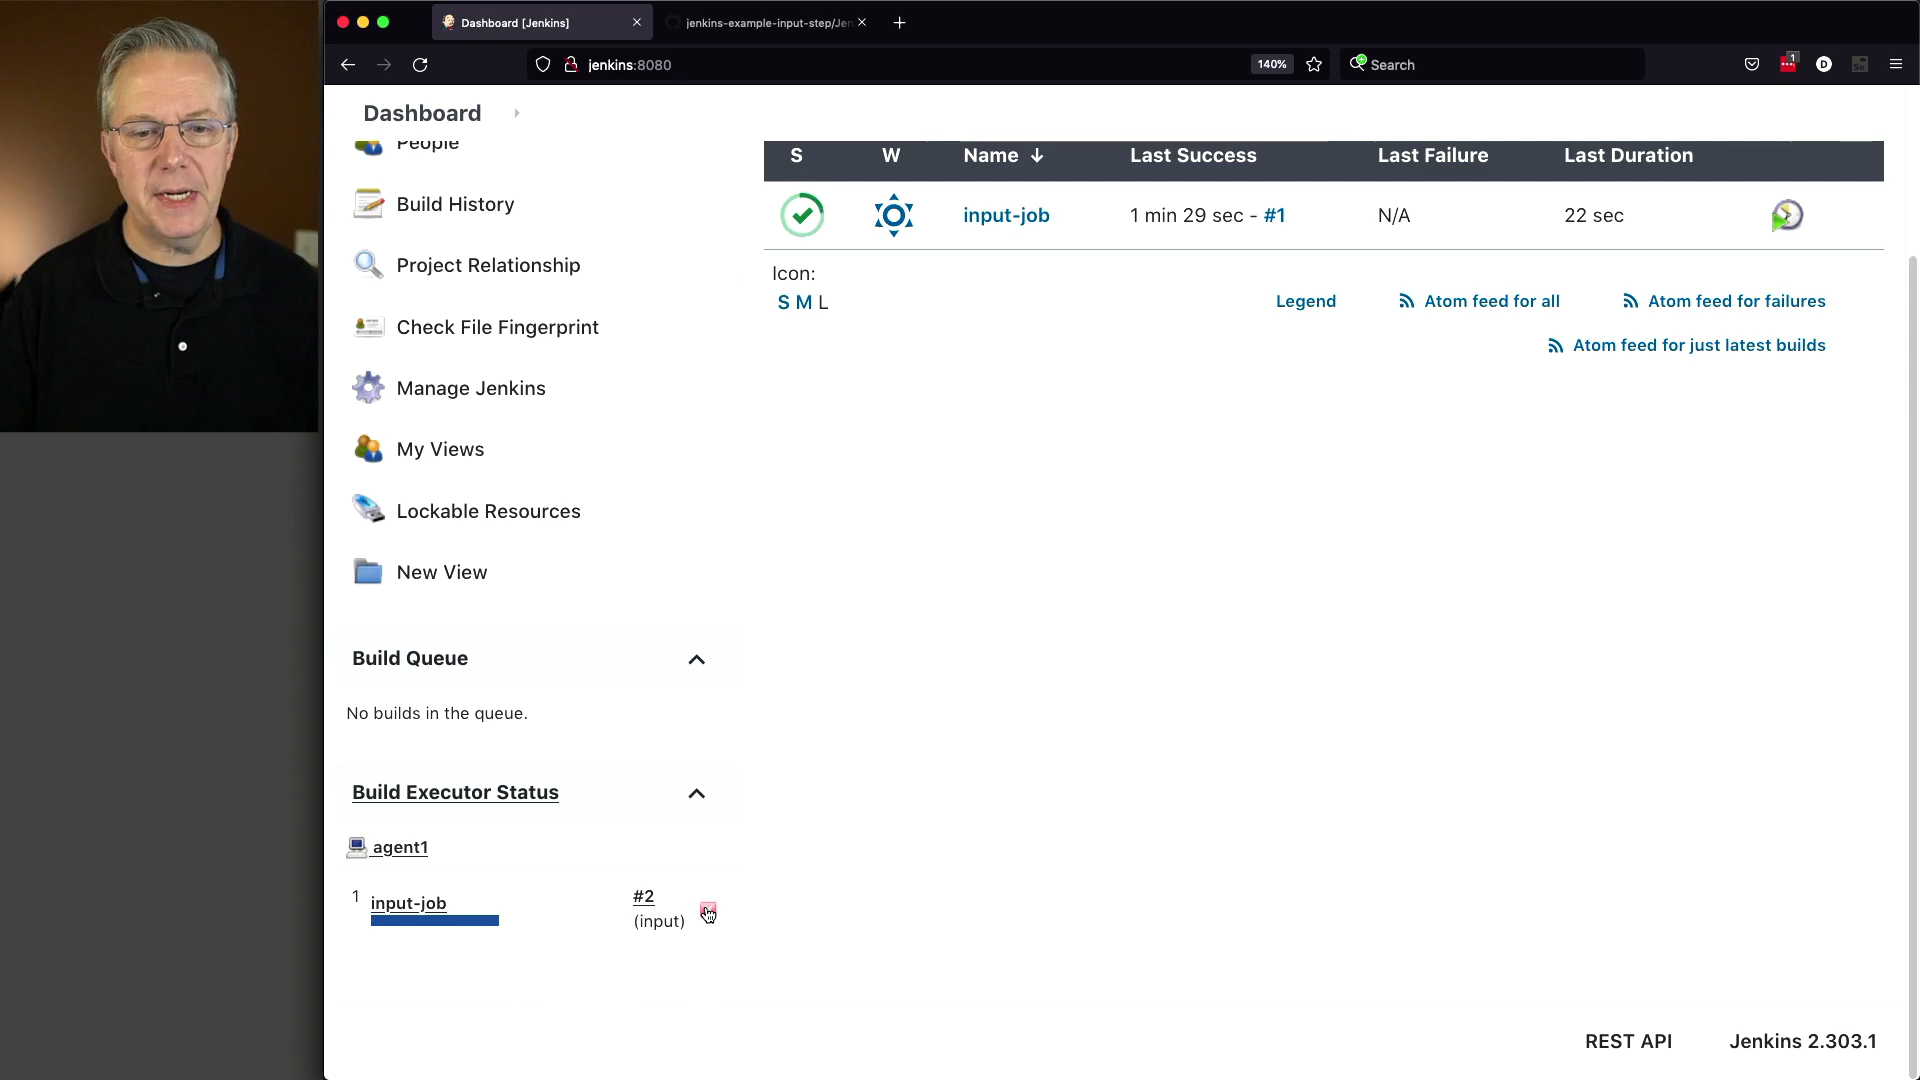 Dashboard [Jenkins]
jenkins-example-input-step/Jen
jenkins:8080
140%
Search
1
D
Se
Dashboard
People
Build History
Project Relationship
Check File Fingerprint
Manage Jenkins
My Views
Lockable Resources
New View
Build Queue
No builds in the queue.
Build Executor Status
agent1
1 input-job #2
(input)
S W Name ↓ Last Success Last Failure Last Duration
input-job 1 min 29 sec - #1 N/A 22 sec
Icon:
S M L
Legend Atom feed for all Atom feed for failures
Atom feed for just latest builds
REST API Jenkins 2.303.1